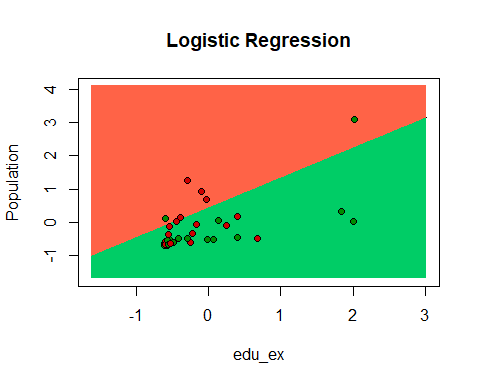 Logistic Regression
Population
4
3
2
1
0
-1
-1 0 1 2 3
edu_ex